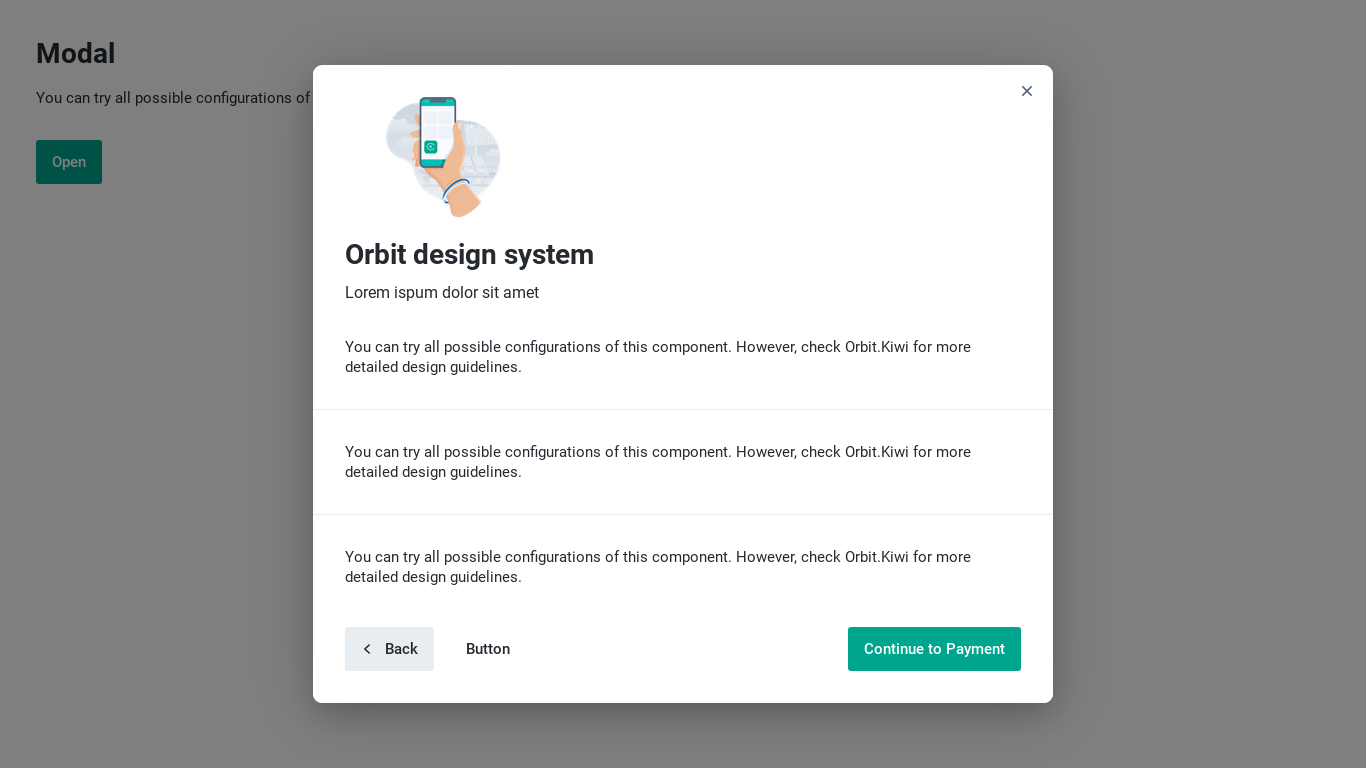 Modal
You can try all possible configurations of
Open
Orbit design system
Lorem ispum dolor sit amet
You can try all possible configurations of this component. However, check Orbit.Kiwi for more
detailed design guidelines.
You can try all possible configurations of this component. However, check Orbit.Kiwi for more
detailed design guidelines.
You can try all possible configurations of this component. However, check Orbit.Kiwi for more
detailed design guidelines.
Back
Button
Continue to Payment